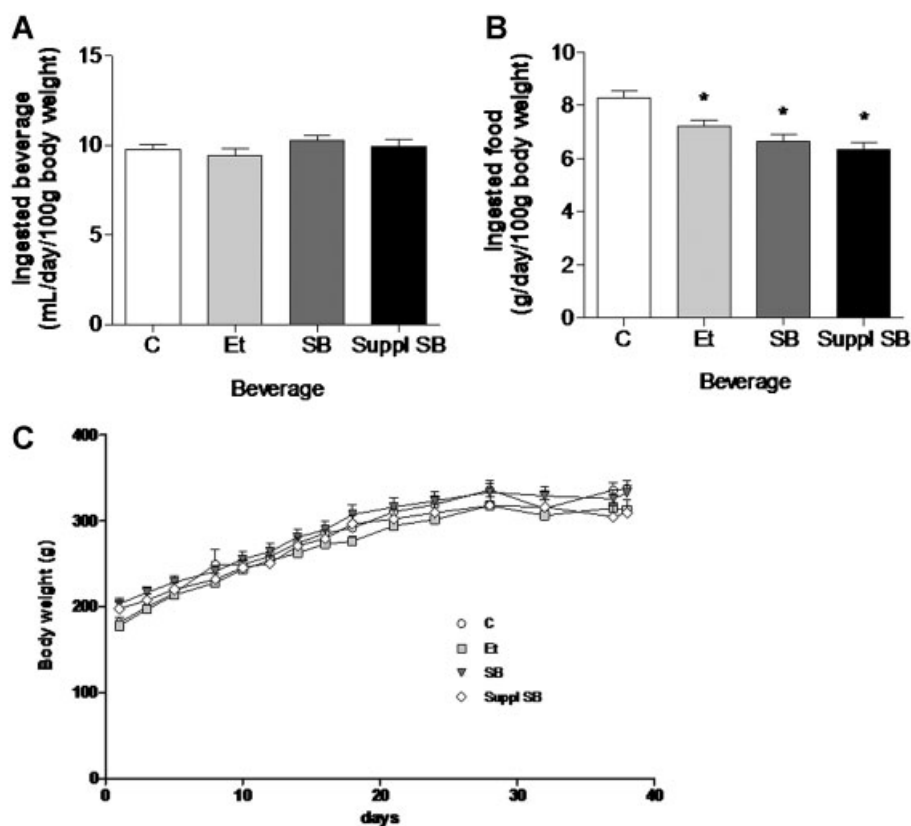 A
Ingested beverage
(mL/day/100g body weight)
15
10
5
0
C Et SB Suppl SB
Beverage
B
Ingested food
(g/day/100g body weight)
10
8
6
4
2
0
* * *
C Et SB Suppl SB
Beverage
C
Body weight (g)
400
300
200
100
0
0 10 20 30 40
days
C
Et
SB
Suppl SB